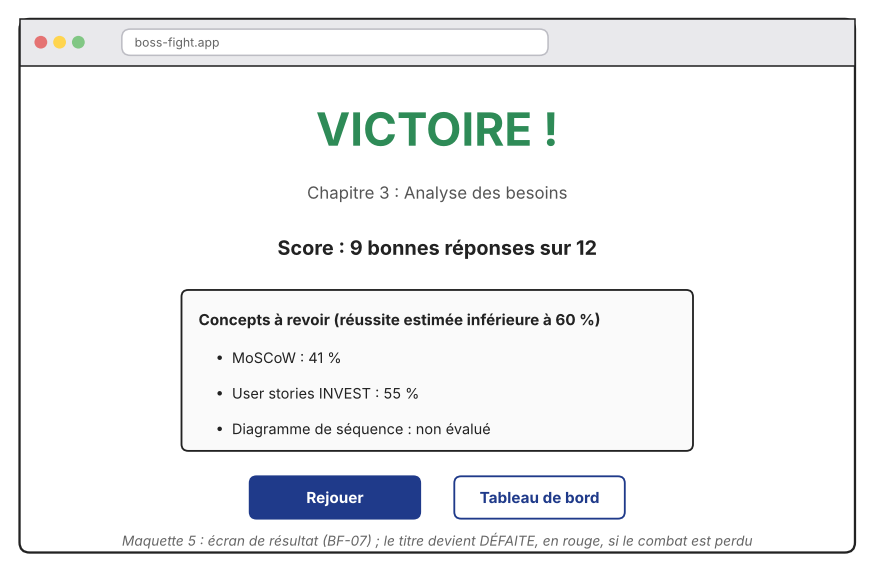 boss-fight.app
VICTOIRE !
Chapitre 3 : Analyse des besoins
Score : 9 bonnes réponses sur 12
Concepts à revoir (réussite estimée inférieure à 60 %)
• MoSCoW : 41 %
• User stories INVEST : 55 %
• Diagramme de séquence : non évalué
Rejouer Tableau de bord
Maquette 5 : écran de résultat (BF-07) ; le titre devient DÉFAITE, en rouge, si le combat est perdu